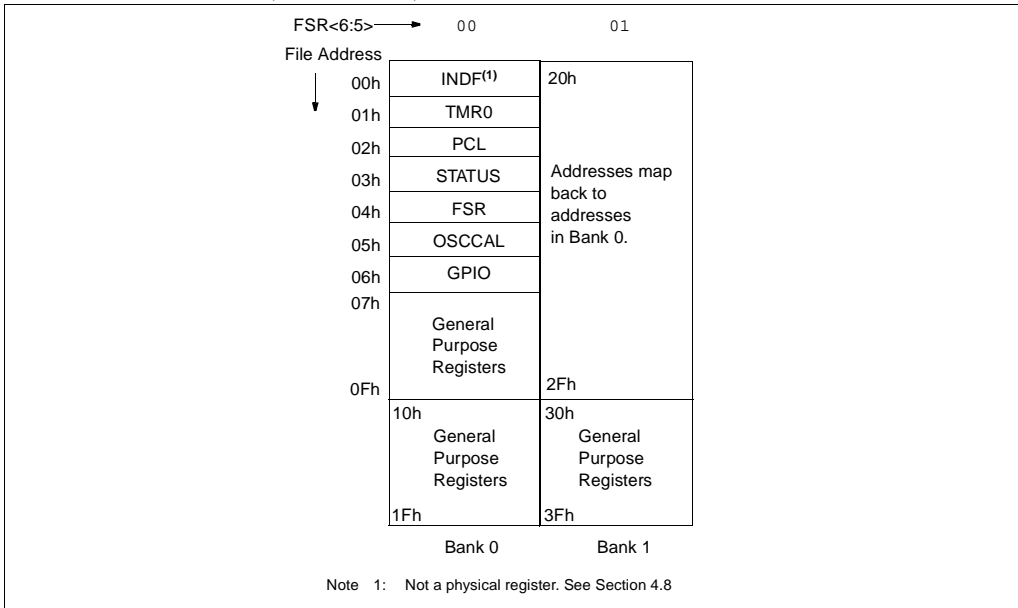 FSR<6:5> 00 01
File Address
00h INDF(1) 20h
01h TMR0
02h PCL
03h STATUS
04h FSR
05h OSCCAL
06h GPIO
Addresses map
back to
addresses
in Bank 0.
07h
General
Purpose
Registers
0Fh 2Fh
10h
General
Purpose
Registers
1Fh
30h
General
Purpose
Registers
3Fh
Bank 0 Bank 1
Note 1: Not a physical register. See Section 4.8